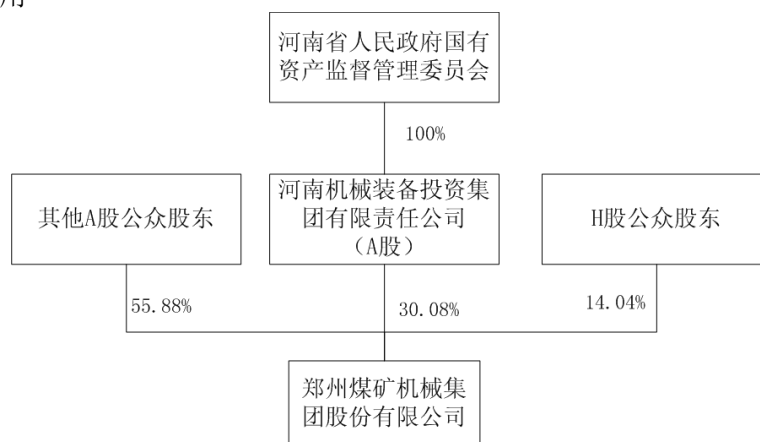 河南省人民政府国有
资产监督管理委员会
100%
其他A股公众股东
河南机械装备投资集
团有限责任公司
（A股）
H股公众股东
55.88%
30.08%
14.04%
郑州煤矿机械集
团股份有限公司